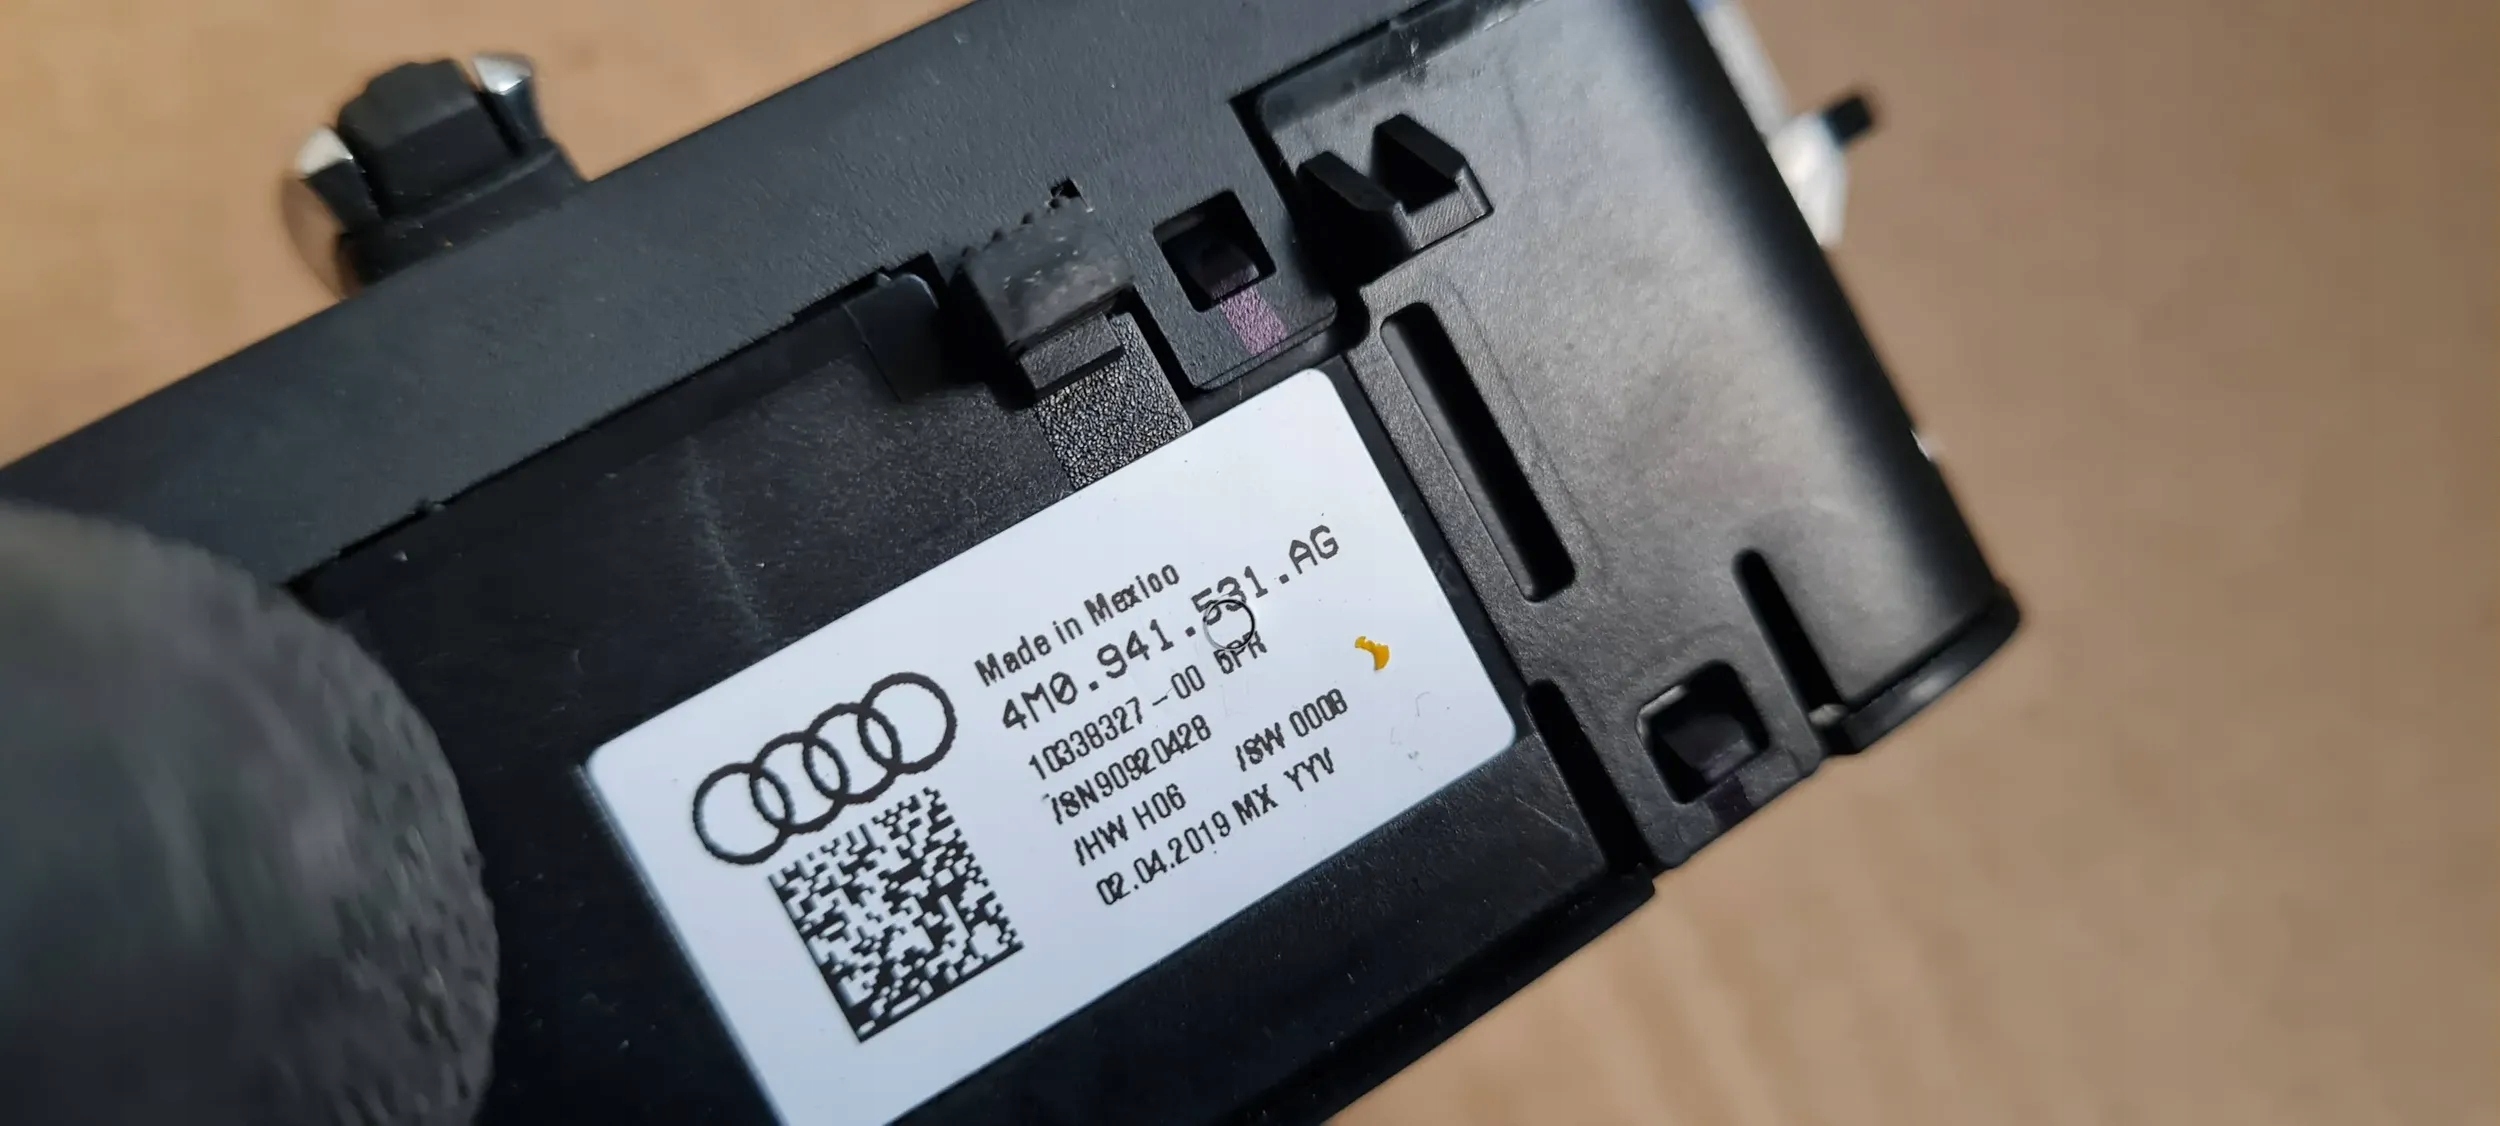 Made in Mexico
4M0.941.531.AG
10338327-00 6PR
/SN90920428
/HW H06 /SW 0008
02.04.2019 MX YYV